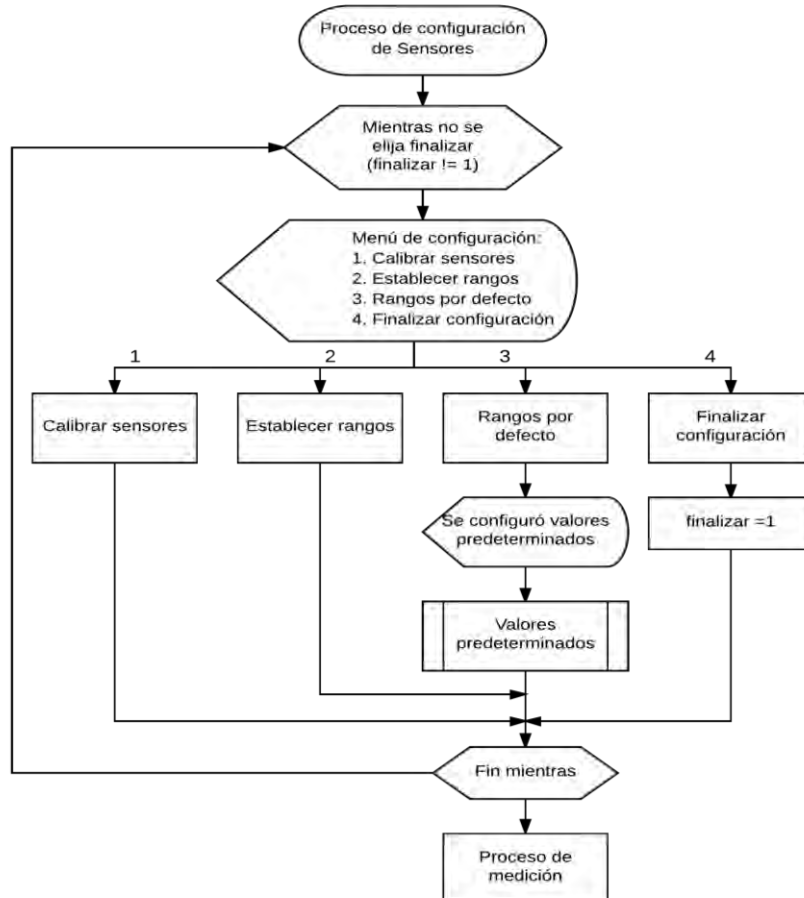 Proceso de configuración
de Sensores
Mientras no se
elija finalizar
(finalizar != 1)
Menú de configuración:
1. Calibrar sensores
2. Establecer rangos
3. Rangos por defecto
4, Finalizar configuración
1
2
3
4
Calibrar sensores
Establecer rangos
Rangos por
defecto
Finalizar
configuración
Se configuró valores
predeterminados
finalizar =1
Valores
predeterminados
Fin mientras
Proceso de
medición